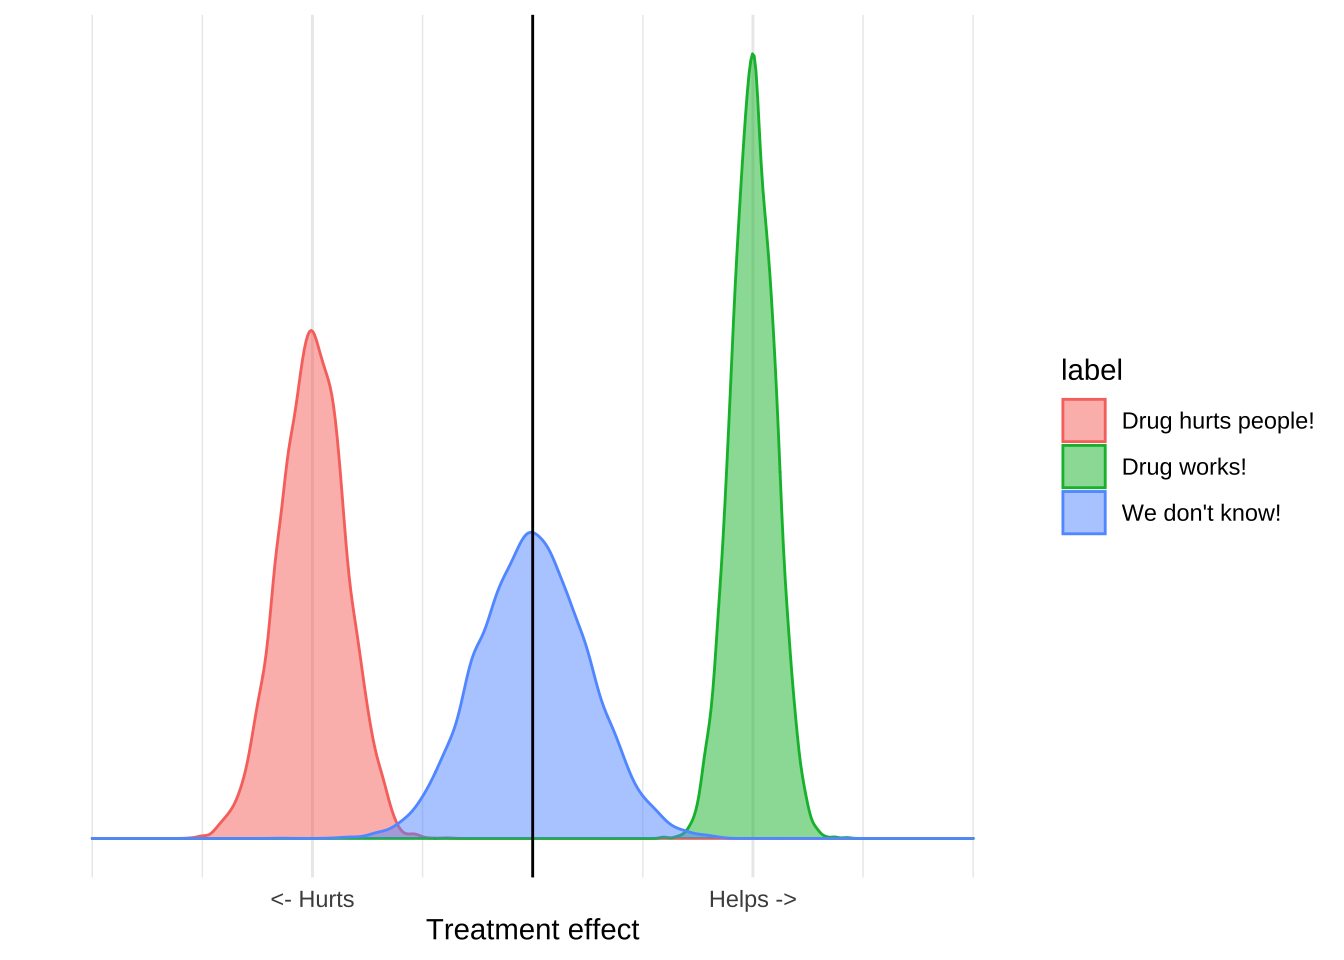 label
Drug hurts people!
Drug works!
We don't know!
<- Hurts
Helps ->
Treatment effect